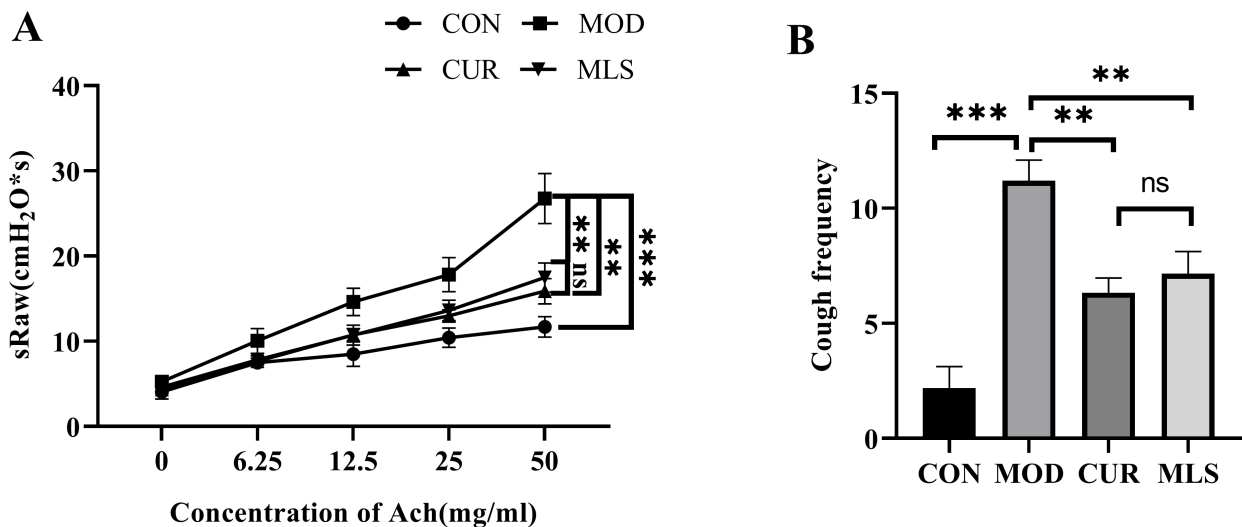 A
CON MOD
CUR MLS
sRaw(cmH₂O*s)
40
30
20
10
0
** ns
**
***
0 6.25 12.5 25 50
Concentration of Ach(mg/ml)
B
Cough frequency
15
10
5
0
**
*** **
ns
CON MOD CUR MLS